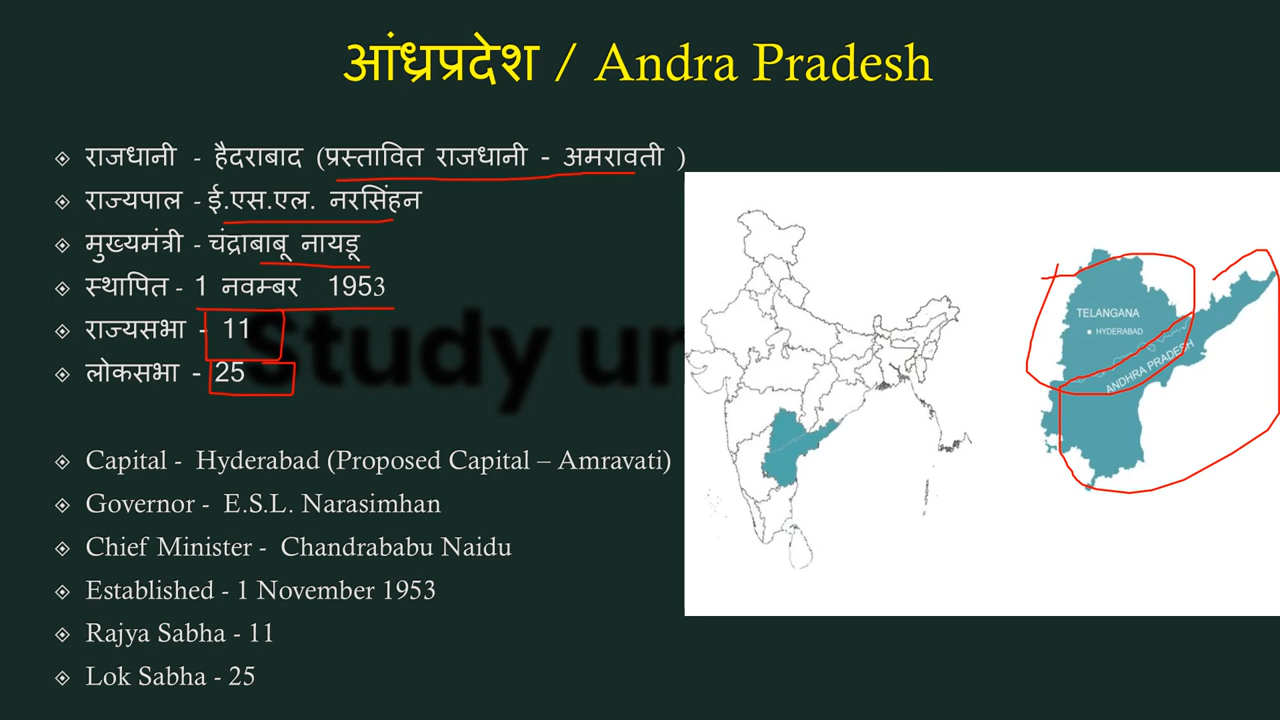 आंध्रप्रदेश / Andra Pradesh
राजधानी - हैदराबाद (प्रस्तावित राजधानी - अमरावती )
राज्यपाल - ई.एस.एल. नरसिंहन
मुख्यमंत्री - चंद्राबाबू नायडू
स्थापित - 1 नवम्बर 1953
राज्यसभा - 11
लोकसभा - 25
Study un
Capital - Hyderabad (Proposed Capital – Amravati)
Governor - E.S.L. Narasimhan
Chief Minister - Chandrababu Naidu
Established - 1 November 1953
Rajya Sabha - 11
Lok Sabha - 25
TELANGANA
HYDERABAD
ANDHRA PRADESH